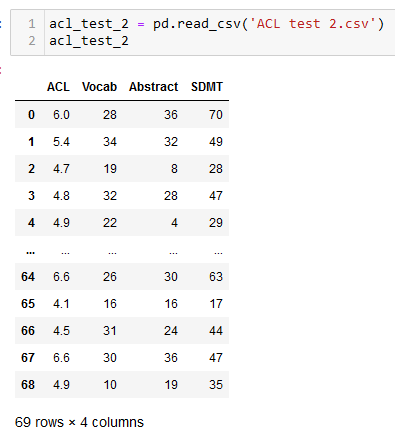 1 acl_test_2 = pd.read_csv('ACL test 2.csv')
2 acl_test_2
ACL Vocab Abstract SDMT
0 6.0 28 36 70
1 5.4 34 32 49
2 4.7 19 8 28
3 4.8 32 28 47
4 4.9 22 4 29
... ... ... ... ...
64 6.6 26 30 63
65 4.1 16 16 17
66 4.5 31 24 44
67 6.6 30 36 47
68 4.9 10 19 35
69 rows × 4 columns